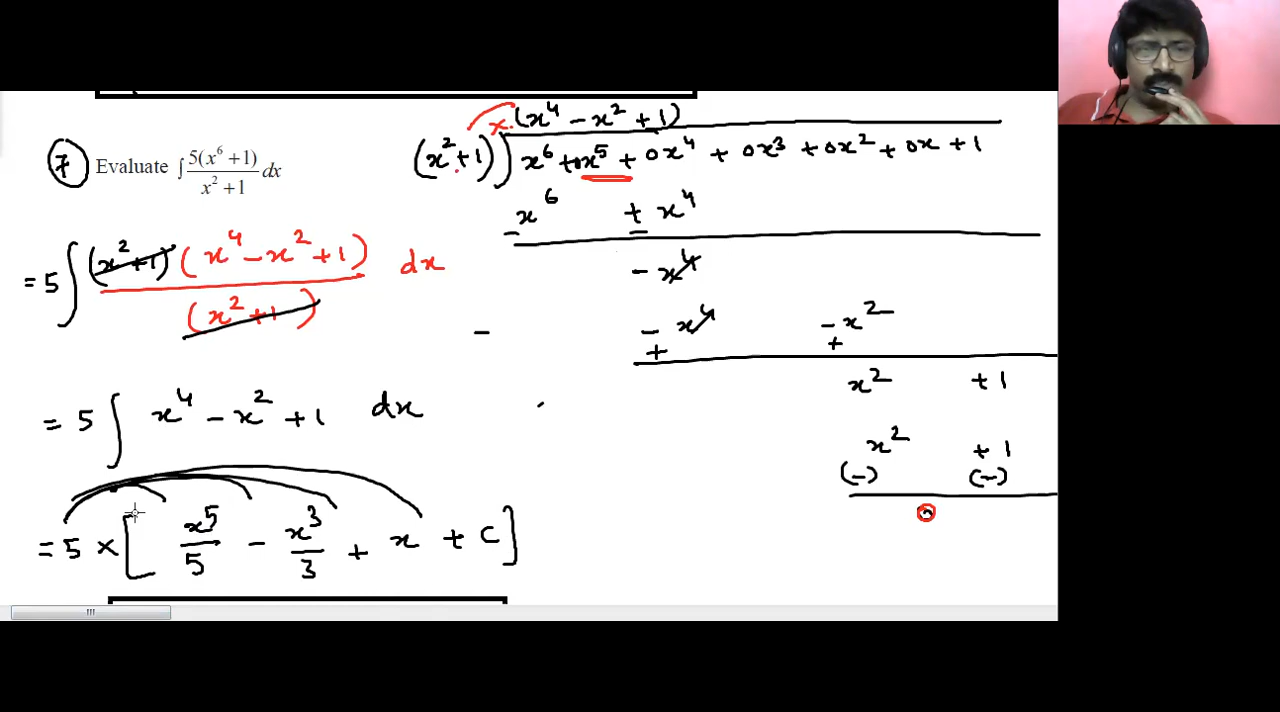 7 Evaluate ∫ 5(x⁶ + 1) / x² + 1 dx
= 5 ∫ (x² + 1) (x⁴ − x² + 1) / (x² + 1) dx
= 5 ∫ x⁴ − x² + 1 dx
= 5 × [ x⁵/5 − x³/3 + x + C ]
x (x⁴ − x² + 1)
(x² + 1) ) x⁶ + 0x⁵ + 0x⁴ + 0x³ + 0x² + 0x + 1
x⁶ + x⁴
− −
− x⁴
− x⁴ − x²
+ +
x² + 1
x² + 1
(−) (−)
0